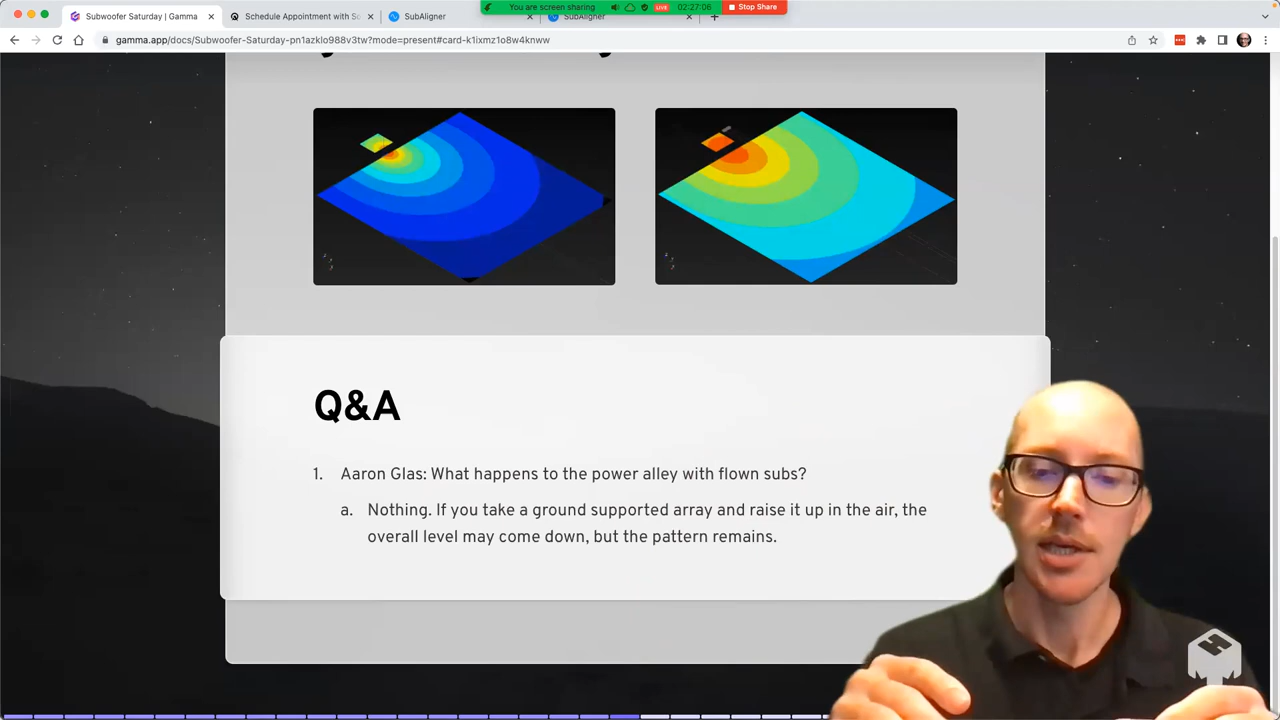 Subwoofer Saturday | Gamma
Schedule Appointment with So
SubAligner
SubAligner
You are screen sharing
LIVE
02:27:06
Stop Share
gamma.app/docs/Subwoofer-Saturday-pn1azklo988v3tw?mode=present#card-k1ixmz1o8w4knww
Q&A
1. Aaron Glas: What happens to the power alley with flown subs?
a. Nothing. If you take a ground supported array and raise it up in the air, the
overall level may come down, but the pattern remains.